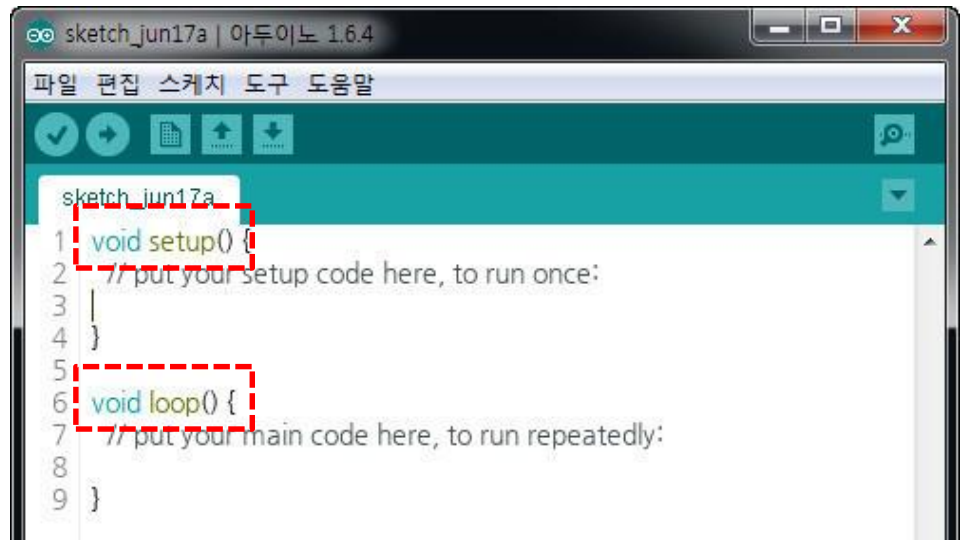 sketch_jun17a | 아두이노 1.6.4
파일 편집 스케치 도구 도움말
sketch_jun17a
1 void setup() {
2 // put your setup code here, to run once:
3
4 }
5
6 void loop() {
7 // put your main code here, to run repeatedly:
8
9 }